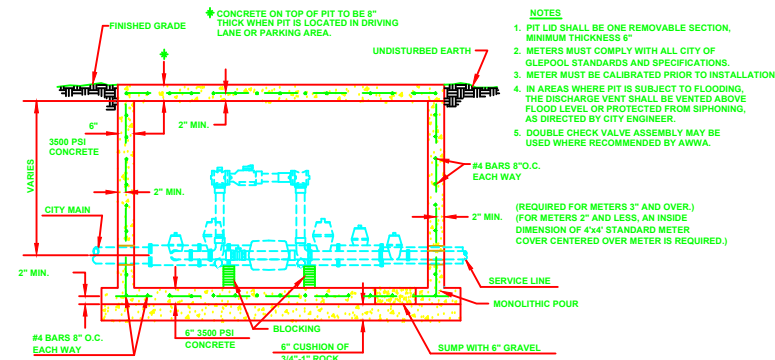 FINISHED GRADE
CONCRETE ON TOP OF PIT TO BE 8"
THICK WHEN PIT IS LOCATED IN DRIVING
LANE OR PARKING AREA.
UNDISTURBED EARTH
NOTES
1. PIT LID SHALL BE ONE REMOVABLE SECTION,
MINIMUM THICKNESS 6"
2. METERS MUST COMPLY WITH ALL CITY OF
GLEPOOL STANDARDS AND SPECIFICATIONS.
3. METER MUST BE CALIBRATED PRIOR TO INSTALLATION
4. IN AREAS WHERE PIT IS SUBJECT TO FLOODING,
THE DISCHARGE VENT SHALL BE VENTED ABOVE
FLOOD LEVEL OR PROTECTED FROM SIPHONING,
AS DIRECTED BY CITY ENGINEER.
5. DOUBLE CHECK VALVE ASSEMBLY MAY BE
USED WHERE RECOMMENDED BY AWWA.
6"
3500 PSI
CONCRETE
2" MIN.
VARIES
2" MIN.
#4 BARS 8"O.C.
EACH WAY
CITY MAIN
2" MIN.
(REQUIRED FOR METERS 3" AND OVER.)
(FOR METERS 2" AND LESS, AN INSIDE
DIMENSION OF 4'x4' STANDARD METER
COVER CENTERED OVER METER IS REQUIRED.)
2" MIN.
SERVICE LINE
MONOLITHIC POUR
#4 BARS 8" O.C.
EACH WAY
6" 3500 PSI
CONCRETE
BLOCKING
6" CUSHION OF
3/4"-1" ROCK
SUMP WITH 6" GRAVEL